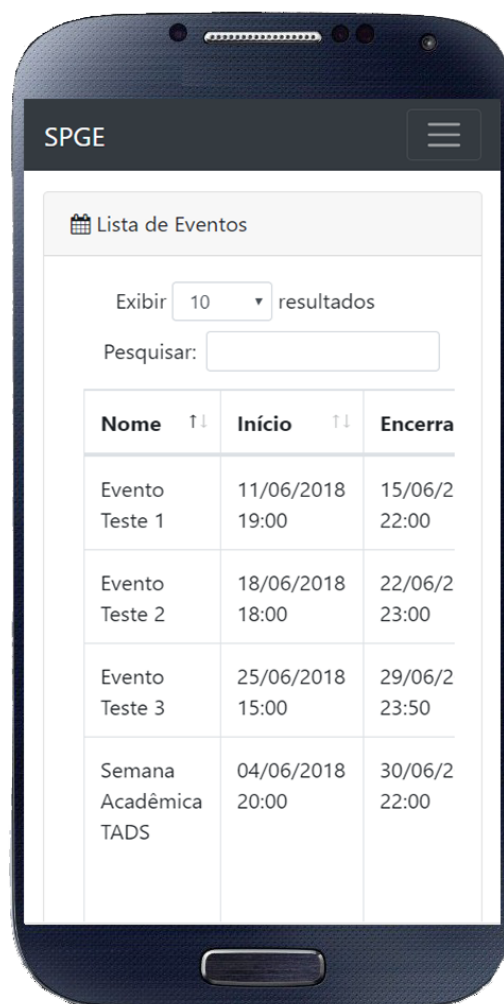 SPGE
Lista de Eventos
Exibir 10 resultados
Pesquisar:
Nome Início Encerra
Evento 11/06/2018 15/06/2
Teste 1 19:00 22:00
Evento 18/06/2018 22/06/2
Teste 2 18:00 23:00
Evento 25/06/2018 29/06/2
Teste 3 15:00 23:50
Semana 04/06/2018 30/06/2
Acadêmica 20:00 22:00
TADS